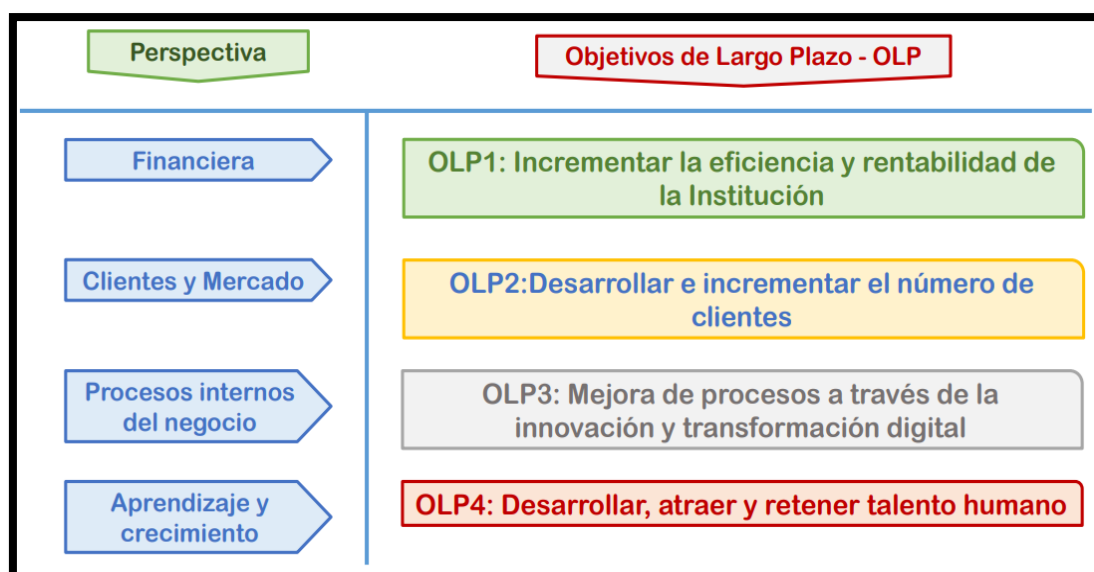 Perspectiva
Objetivos de Largo Plazo - OLP
Financiera
OLP1: Incrementar la eficiencia y rentabilidad de
la Institución
Clientes y Mercado
OLP2:Desarrollar e incrementar el número de
clientes
Procesos internos
del negocio
OLP3: Mejora de procesos a través de la
innovación y transformación digital
Aprendizaje y
crecimiento
OLP4: Desarrollar, atraer y retener talento humano